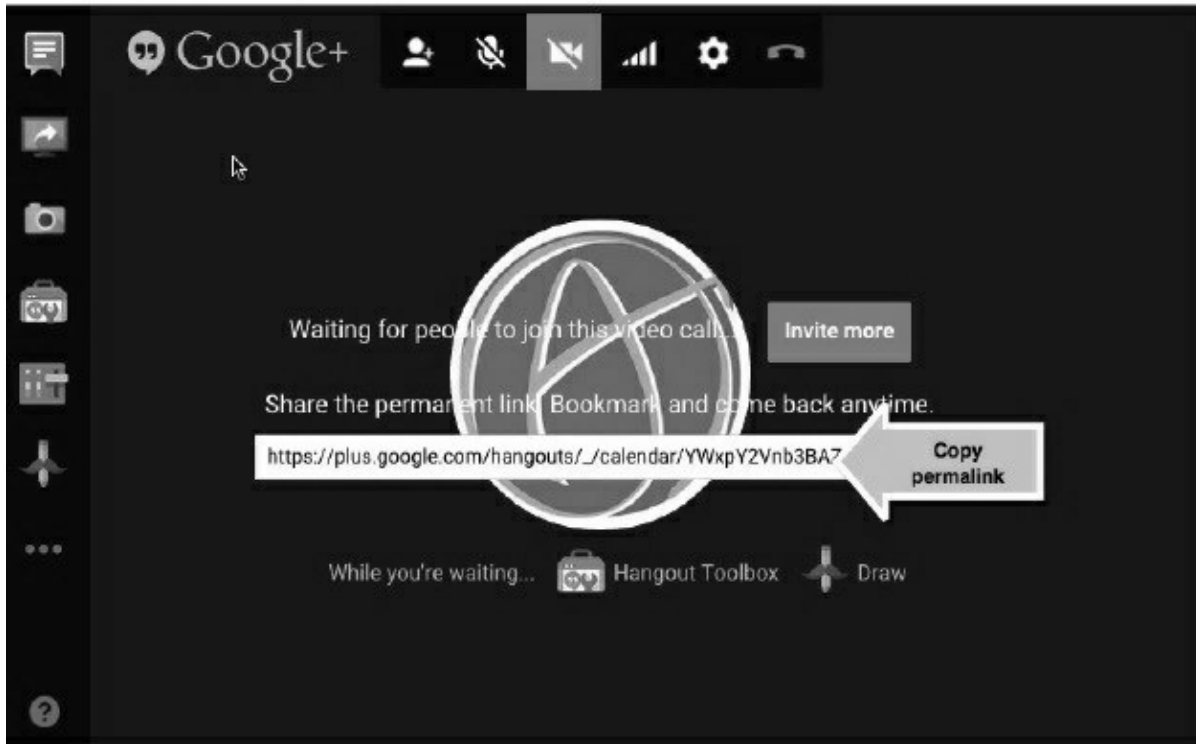 Google+
Waiting for people to join this video call...
Invite more
Share the permanent link. Bookmark and come back anytime.
https://plus.google.com/hangouts/_/calendar/YWxpY2Vnb3BAZ
Copy
permalink
While you're waiting... Hangout Toolbox Draw